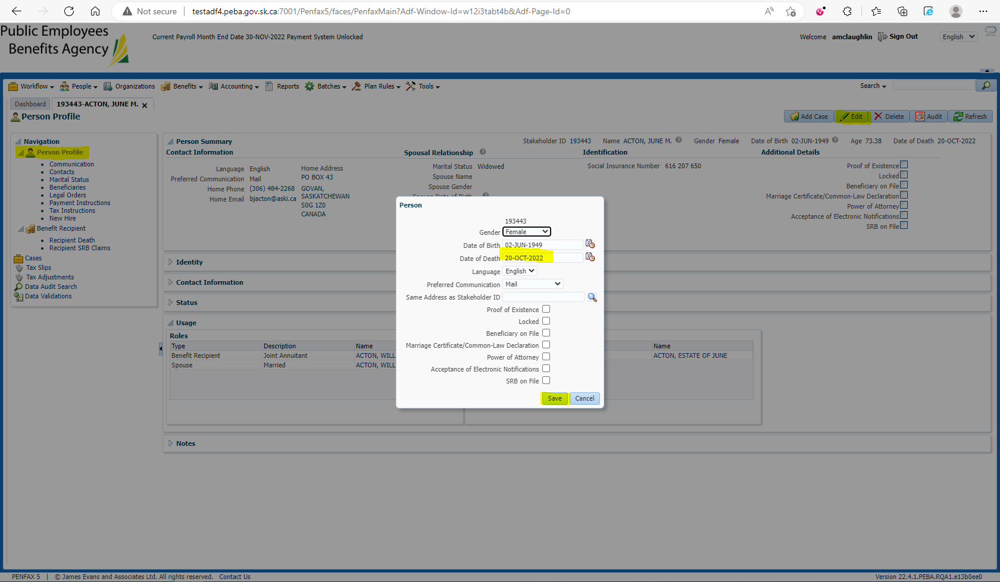 Not secure | testadf4.peba.gov.sk.ca:7001/Penfax5/faces/PenfaxMain?Adf-Window-Id=w12i3tabt4b&Adf-Page-Id=0
Public Employees
Benefits Agency
Current Payroll Month End Date 30-NOV-2022 Payment System Unlocked
Welcome amclaughlin Sign Out English
Workflow People Organizations Benefits Accounting Reports Batches Plan Rules Tools Search
Dashboard 193443-ACTON, JUNE M.
Person Profile
Add Case Edit Delete Audit Refresh
Navigation
Person Profile
Communication
Contacts
Marital Status
Beneficiaries
Legal Orders
Payment Instructions
Tax Instructions
New Hire
Benefit Recipient
Recipient Death
Recipient SRB Claims
Cases
Tax Slips
Tax Adjustments
Data Audit Search
Data Validations
Person Summary
Stakeholder ID 193443 Name ACTON, JUNE M. Gender Female Date of Birth 02-JUN-1949 Age 73.38 Date of Death 20-OCT-2022
Contact Information
Language English
Preferred Communication Mail
Home Phone (306) 484-2268
Home Email bjacton@aski.ca
Home Address
PO BOX 43
GOVAN,
SASKATCHEWAN
S0G 1Z0
CANADA
Spousal Relationship
Marital Status Widowed
Spouse Name
Spouse Gender
Spouse Date of Birth
Identification
Social Insurance Number 616 207 650
Additional Details
Proof of Existence
Locked
Beneficiary on File
Marriage Certificate/Common-Law Declaration
Power of Attorney
Acceptance of Electronic Notifications
SRB on File
Identity
Contact Information
Status
Usage
Roles
Type Description Name
Benefit Recipient Joint Annuitant ACTON, WILL
Spouse Married ACTON, WILL
Name
ACTON, ESTATE OF JUNE
Notes
Person
193443
Gender Female
Date of Birth 02-JUN-1949
Date of Death 20-OCT-2022
Language English
Preferred Communication Mail
Same Address as Stakeholder ID
Proof of Existence
Locked
Beneficiary on File
Marriage Certificate/Common-Law Declaration
Power of Attorney
Acceptance of Electronic Notifications
SRB on File
Save Cancel
PENFAX 5 | © James Evans and Associates Ltd. All rights reserved. Contact Us
Version 22.4.1.PEBA.RQA1.e13b0ee0